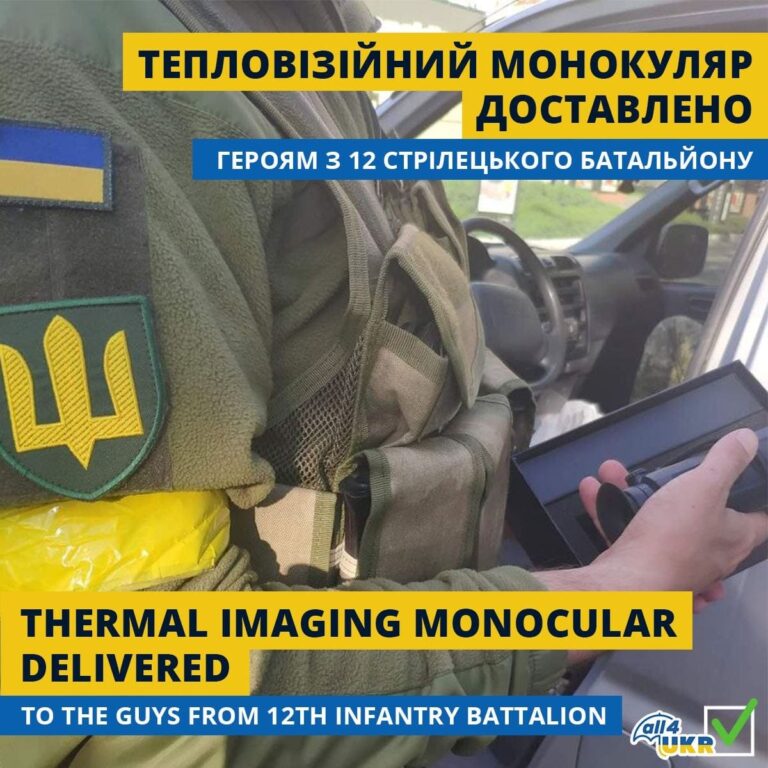 ТЕПЛОВІЗІЙНИЙ МОНОКУЛЯР
ДОСТАВЛЕНО
ГЕРОЯМ З 12 СТРІЛЕЦЬКОГО БАТАЛЬЙОНУ
THERMAL IMAGING MONOCULAR
DELIVERED
TO THE GUYS FROM 12TH INFANTRY BATTALION
all4
UKR